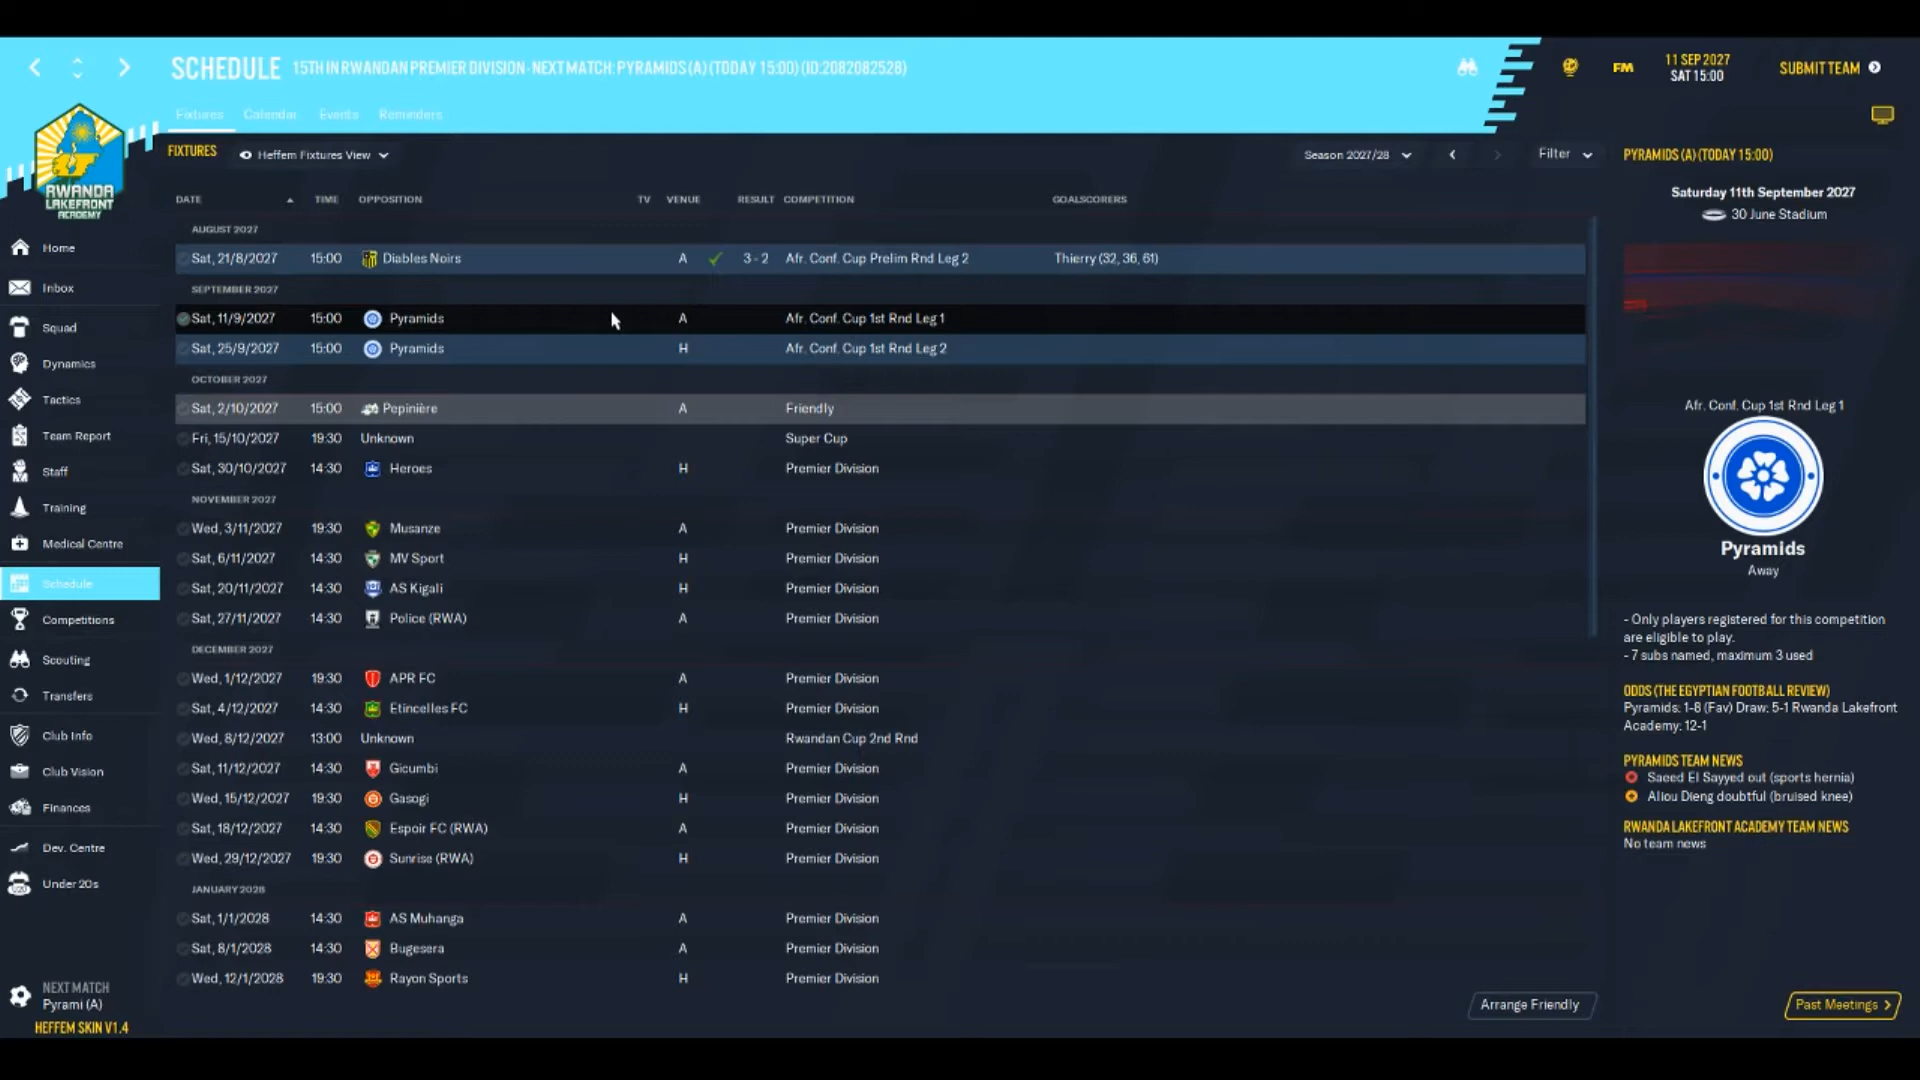 SCHEDULE 15TH IN RWANDAN PREMIER DIVISION - NEXT MATCH: PYRAMIDS (A) (TODAY 15:00) (ID:2082082528)
FM
11 SEP 2027
SAT 15:00
SUBMIT TEAM
Fixtures Calendar Events Reminders
RWANDA
LAKEFRONT
ACADEMY
Home
Inbox
Squad
Dynamics
Tactics
Team Report
Staff
Training
Medical Centre
Schedule
Competitions
Scouting
Transfers
Club Info
Club Vision
Finances
Dev. Centre
Under 20s
NEXT MATCH
Pyrami (A)
HEFFEM SKIN V1.4
FIXTURES Heffem Fixtures View Season 2027/28 Filter
DATE TIME OPPOSITION TV VENUE RESULT COMPETITION GOALSCORERS
AUGUST 2027
Sat, 21/8/2027 15:00 Diables Noirs A 3 - 2 Afr. Conf. Cup Prelim Rnd Leg 2 Thierry (32, 36, 61)
SEPTEMBER 2027
Sat, 11/9/2027 15:00 Pyramids A Afr. Conf. Cup 1st Rnd Leg 1
Sat, 25/9/2027 15:00 Pyramids H Afr. Conf. Cup 1st Rnd Leg 2
OCTOBER 2027
Sat, 2/10/2027 15:00 Pepinière A Friendly
Fri, 15/10/2027 19:30 Unknown Super Cup
Sat, 30/10/2027 14:30 Heroes H Premier Division
NOVEMBER 2027
Wed, 3/11/2027 19:30 Musanze A Premier Division
Sat, 6/11/2027 14:30 MV Sport H Premier Division
Sat, 20/11/2027 14:30 AS Kigali H Premier Division
Sat, 27/11/2027 14:30 Police (RWA) A Premier Division
DECEMBER 2027
Wed, 1/12/2027 19:30 APR FC A Premier Division
Sat, 4/12/2027 14:30 Etincelles FC H Premier Division
Wed, 8/12/2027 13:00 Unknown Rwandan Cup 2nd Rnd
Sat, 11/12/2027 14:30 Gicumbi A Premier Division
Wed, 15/12/2027 19:30 Gasogi H Premier Division
Sat, 18/12/2027 14:30 Espoir FC (RWA) A Premier Division
Wed, 29/12/2027 19:30 Sunrise (RWA) H Premier Division
JANUARY 2028
Sat, 1/1/2028 14:30 AS Muhanga A Premier Division
Sat, 8/1/2028 14:30 Bugesera A Premier Division
Wed, 12/1/2028 19:30 Rayon Sports H Premier Division
Arrange Friendly
PYRAMIDS (A) (TODAY 15:00)
Saturday 11th September 2027
30 June Stadium
Afr. Conf. Cup 1st Rnd Leg 1
Pyramids
Away
- Only players registered for this competition
are eligible to play.
- 7 subs named, maximum 3 used
ODDS (THE EGYPTIAN FOOTBALL REVIEW)
Pyramids: 1-8 (Fav) Draw: 5-1 Rwanda Lakefront
Academy: 12-1
PYRAMIDS TEAM NEWS
Saeed El Sayyed out (sports hernia)
Aliou Dieng doubtful (bruised knee)
RWANDA LAKEFRONT ACADEMY TEAM NEWS
No team news
Past Meetings